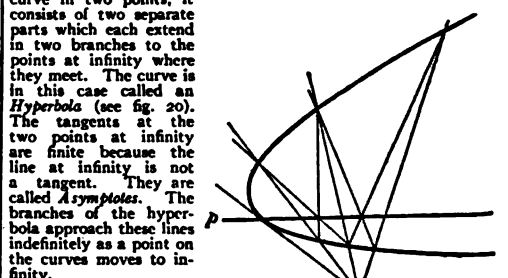 curve in two points, it
consists of two separate
parts which each extend
in two branches to the
points at infinity where
they meet. The curve is
in this case called an
Hyperbola (see fig. 20).
The tangents at the
two points at infinity
are finite because the
line at infinity is not
a tangent. They are
called Asymptotes. The
branches of the hyper-
bola approach these lines
indefinitely as a point on
the curves moves to in-
finity.
p